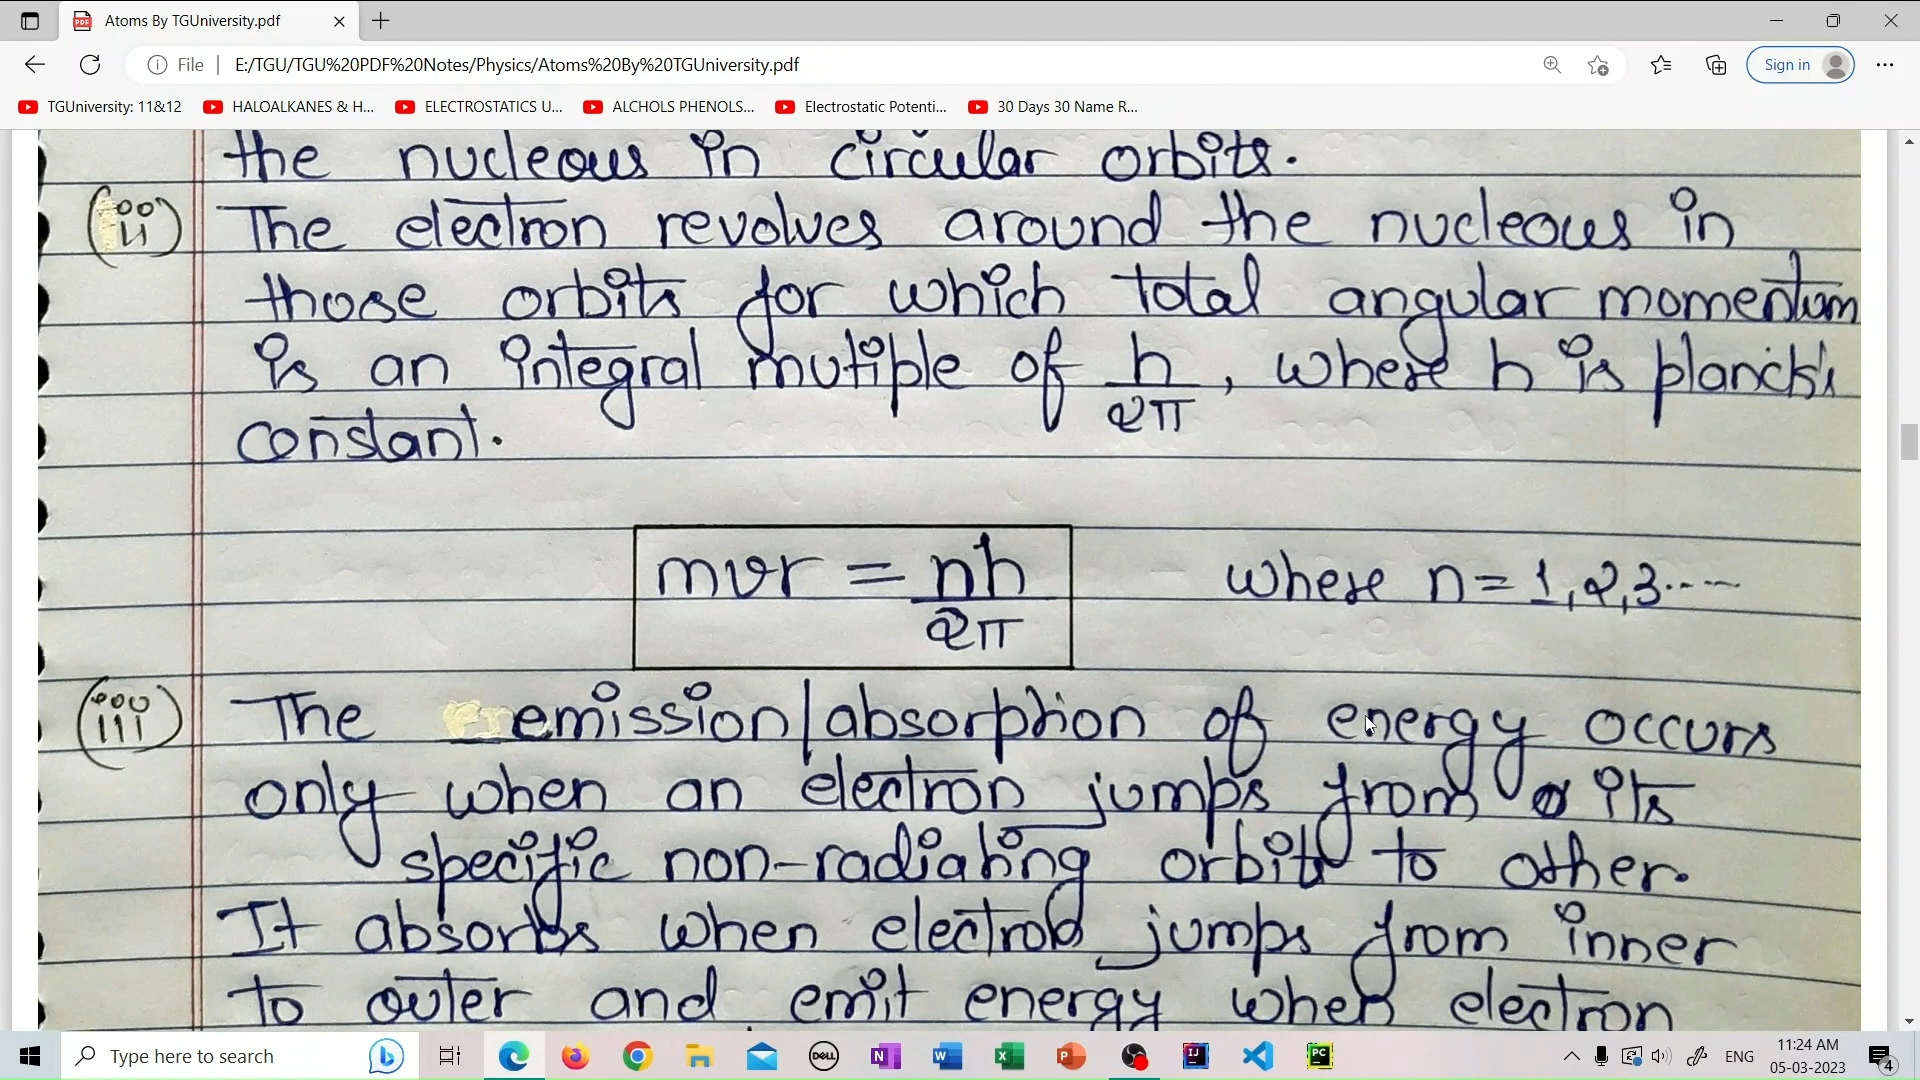 Atoms By TGUniversity.pdf
File E:/TGU/TGU%20PDF%20Notes/Physics/Atoms%20By%20TGUniversity.pdf Sign in
TGUniversity: 11&12 HALOALKANES & H... ELECTROSTATICS U... ALCHOLS PHENOLS... Electrostatic Potenti... 30 Days 30 Name R...
the nucleous in circular orbits.
(ii) The electron revolves around the nucleous in
those orbits for which total angular momentum
is an integral mutiple of h/2π, where h is planck's
constant.
mvr = nh/2π where n = 1,2,3.....
(iii) The emission/absorption of energy occurs
only when an electron jumps from its
specific non-radiating orbit to other.
It absorbs when electron jumps from inner
to outer and emit energy when electron
Type here to search ENG 11:24 AM
05-03-2023 4